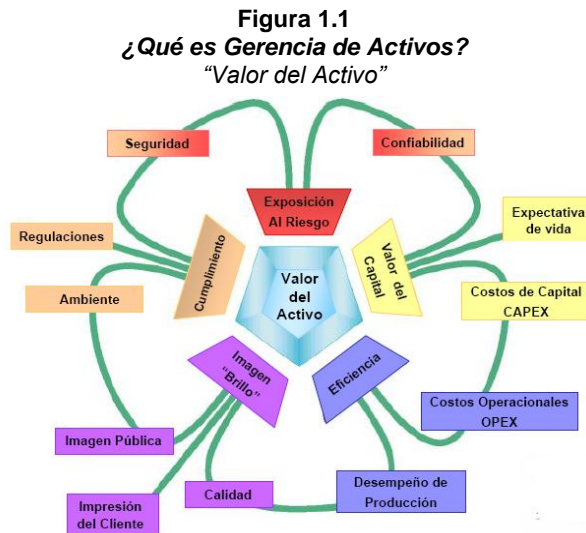 Figura 1.1
¿Qué es Gerencia de Activos?
“Valor del Activo”
Seguridad
Confiabilidad
Exposición
Al Riesgo
Regulaciones
Expectativa
de vida
Cumplimiento
Valor del
Capital
Valor
del
Activo
Ambiente
Costos de Capital
CAPEX
Imagen
“Brillo”
Eficiencia
Costos Operacionales
OPEX
Imagen Pública
Impresión
del Cliente
Calidad
Desempeño de
Producción